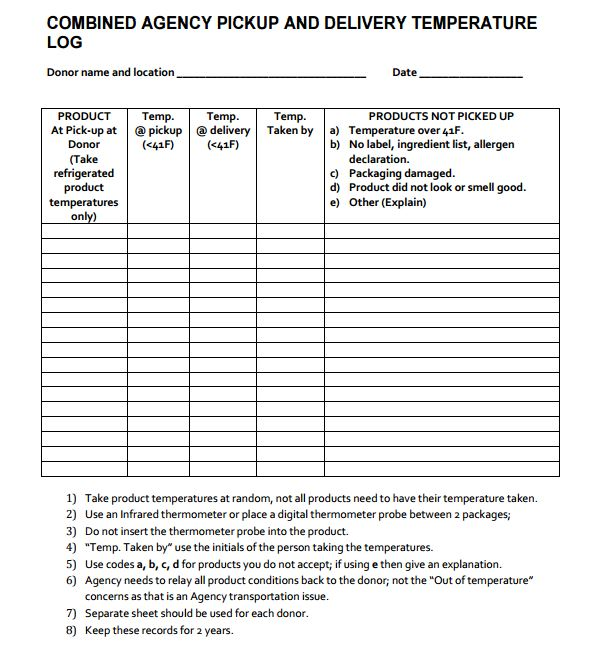 COMBINED AGENCY PICKUP AND DELIVERY TEMPERATURE
LOG
Donor name and location ________________________________ Date __________________
PRODUCT
At Pick-up at
Donor
(Take
refrigerated
product
temperatures
only)
Temp.
@ pickup
(<41F)
Temp.
@ delivery
(<41F)
Temp.
Taken by
PRODUCTS NOT PICKED UP
a) Temperature over 41F.
b) No label, ingredient list, allergen
declaration.
c) Packaging damaged.
d) Product did not look or smell good.
e) Other (Explain)
1) Take product temperatures at random, not all products need to have their temperature taken.
2) Use an Infrared thermometer or place a digital thermometer probe between 2 packages;
3) Do not insert the thermometer probe into the product.
4) “Temp. Taken by” use the initials of the person taking the temperatures.
5) Use codes a, b, c, d for products you do not accept; if using e then give an explanation.
6) Agency needs to relay all product conditions back to the donor; not the “Out of temperature”
concerns as that is an Agency transportation issue.
7) Separate sheet should be used for each donor.
8) Keep these records for 2 years.